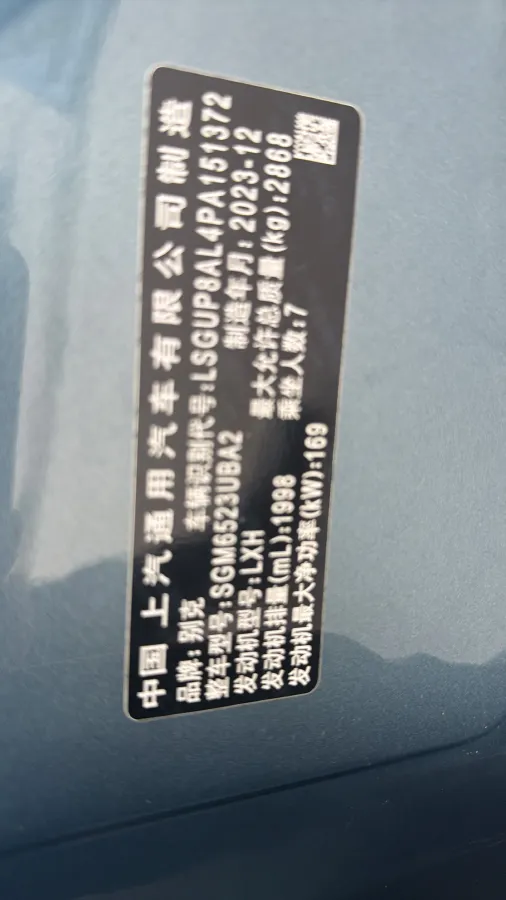 中国 上汽通用汽车有限公司制造
品牌:别克 车辆识别代号:LSGUP8AL4PA151372
整车型号:SGM6523UBA2 制造年月:2023-12
发动机型号:LXH 最大允许总质量(kg):2868
发动机排量(mL):1998 乘坐人数:7
发动机最大净功率(kW):169